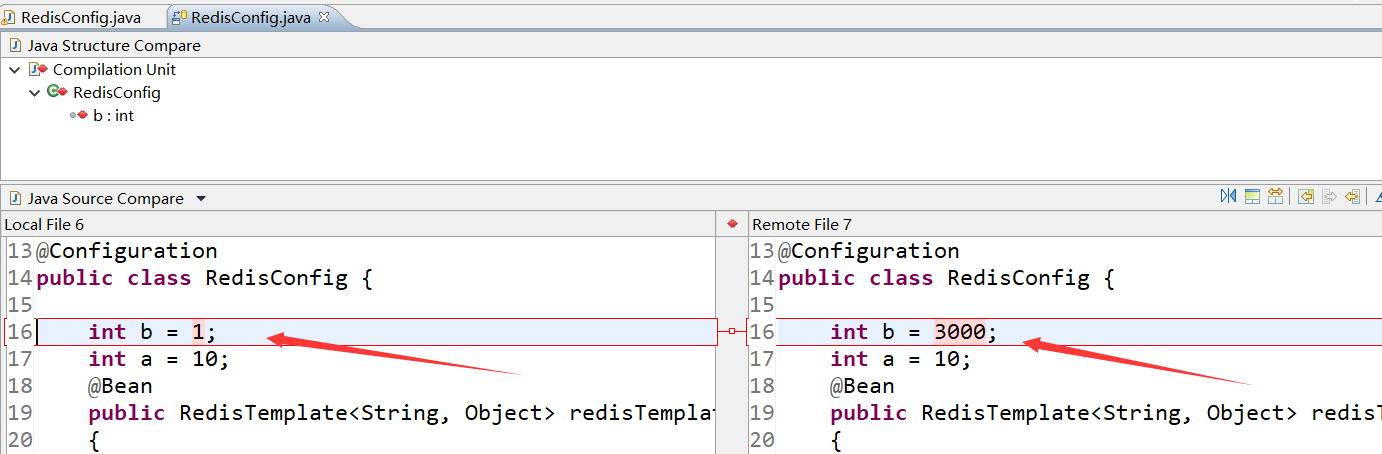 RedisConfig.java RedisConfig.java
Java Structure Compare
Compilation Unit
RedisConfig
b : int
Java Source Compare
Local File 6
13 @Configuration
14 public class RedisConfig {
15
16 int b = 1;
17 int a = 10;
18 @Bean
19 public RedisTemplate<String, Object> redisTemplat
20 {
Remote File 7
13 @Configuration
14 public class RedisConfig {
15
16 int b = 3000;
17 int a = 10;
18 @Bean
19 public RedisTemplate<String, Object> redisT
20 {